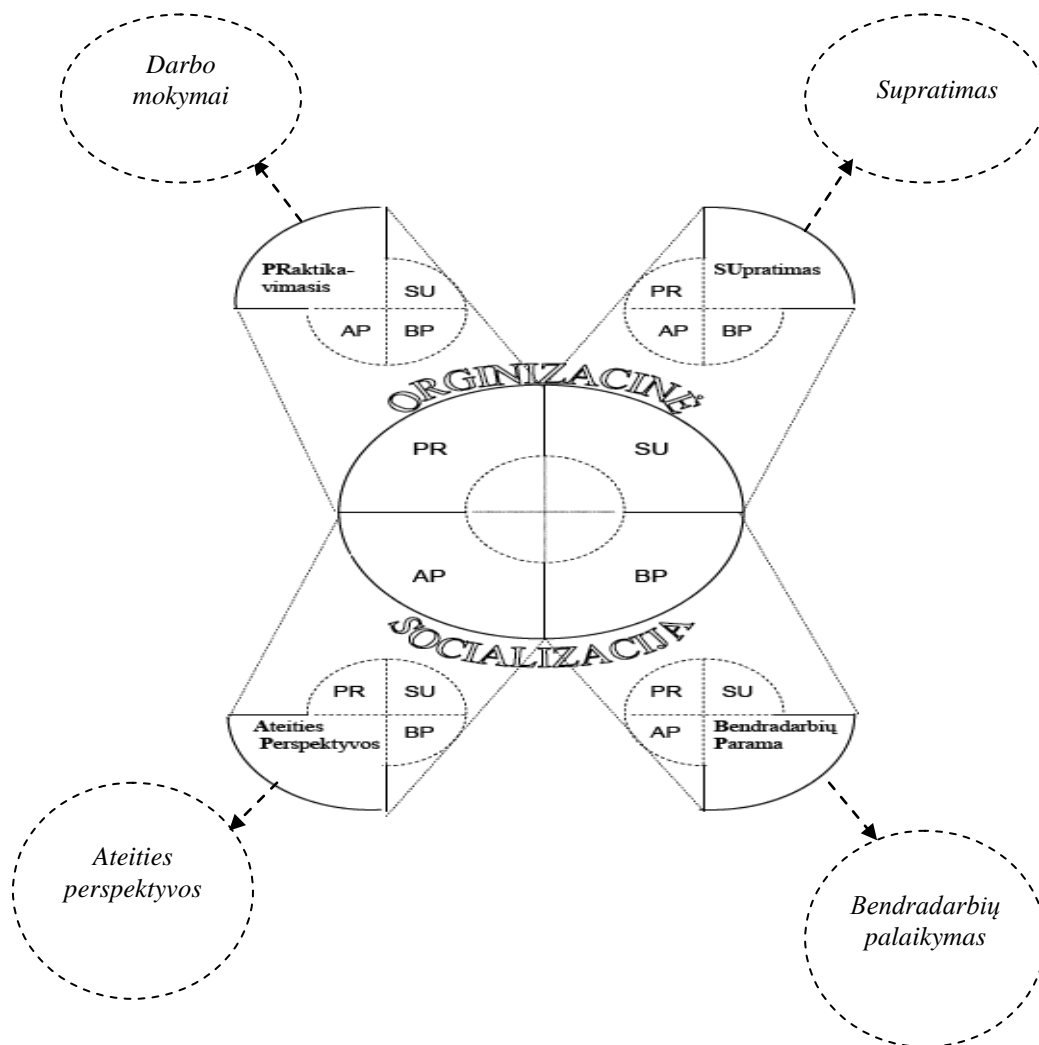 Darbo
mokymai
Supratimas
PRaktika-
vimasis
SU
AP
BP
SUpratimas
PR
AP
BP
ORGINIZACINĖ
PR
SU
AP
BP
SOCIALIZACIJA
PR
SU
Ateities
Perspektyvos
BP
PR
SU
AP
Bendradarbių
Parama
Ateities
perspektyvos
Bendradarbių
palaikymas